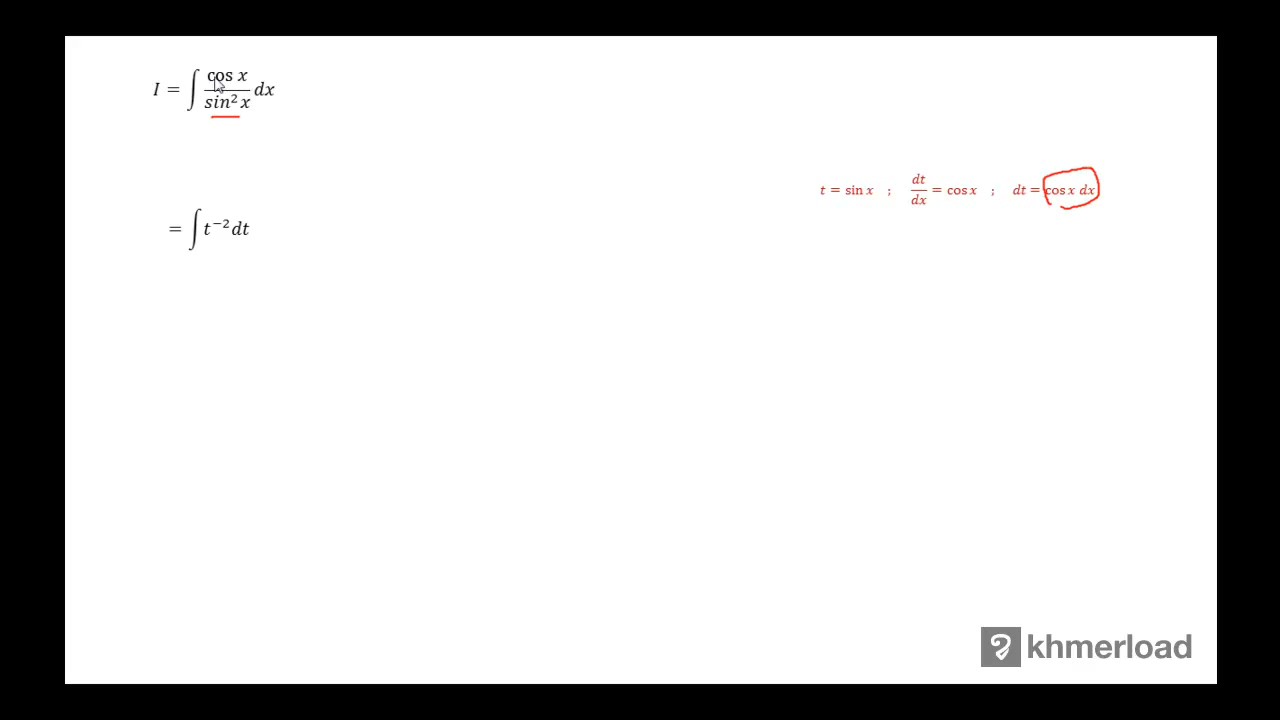 I = ∫ cos x / sin² x dx
t = sin x ; dt/dx = cos x ; dt = cos x dx
= ∫ t⁻² dt
khmerload